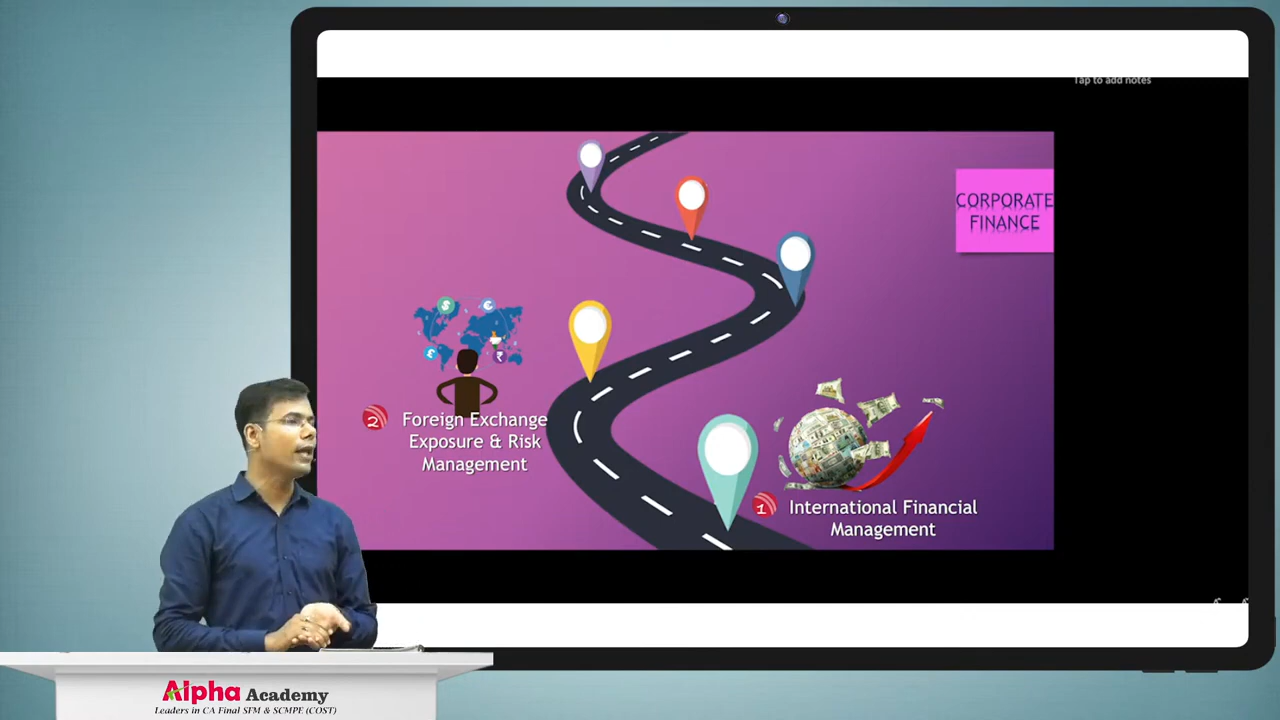 Tap to add notes
CORPORATE
FINANCE
$
€
£
₹
2
Foreign Exchange
Exposure & Risk
Management
1
International Financial
Management
Alpha Academy
Leaders in CA Final SFM & SCMPE (COST)